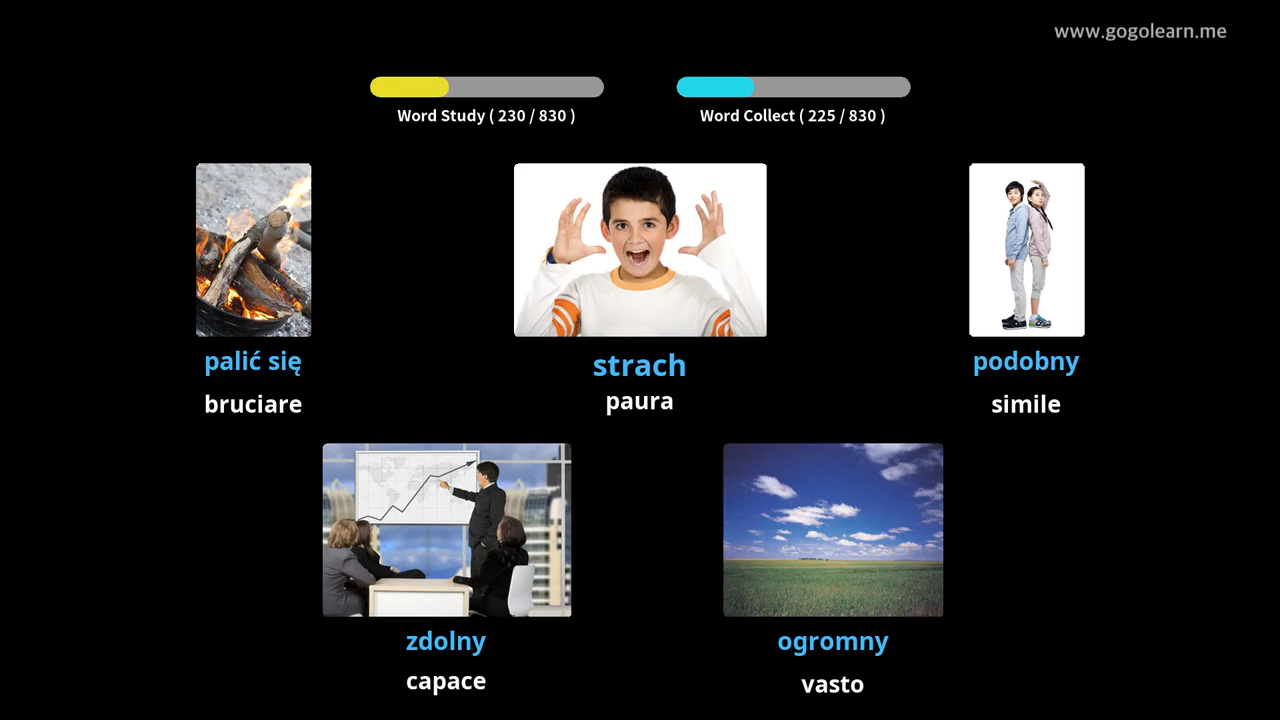 www.gogolearn.me
Word Study ( 230 / 830 )
Word Collect ( 225 / 830 )
palić się
bruciare
strach
paura
podobny
simile
zdolny
capace
ogromny
vasto